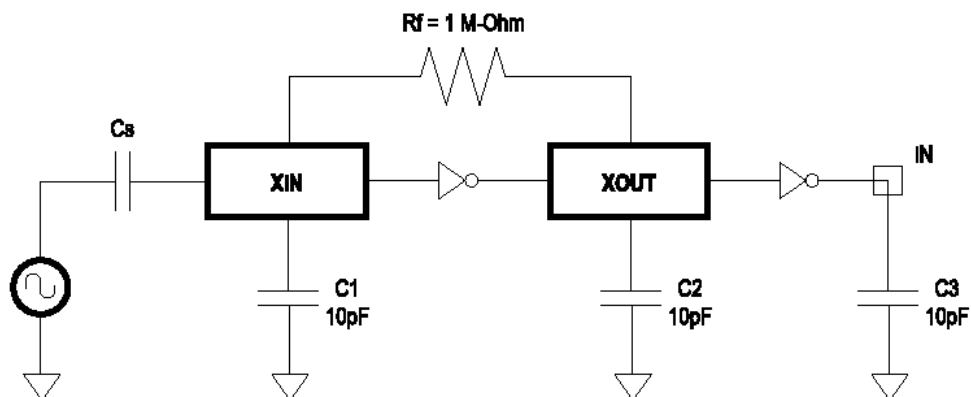 Rf = 1 M-Ohm
Cs
XIN
XOUT
IN
C1
10pF
C2
10pF
C3
10pF